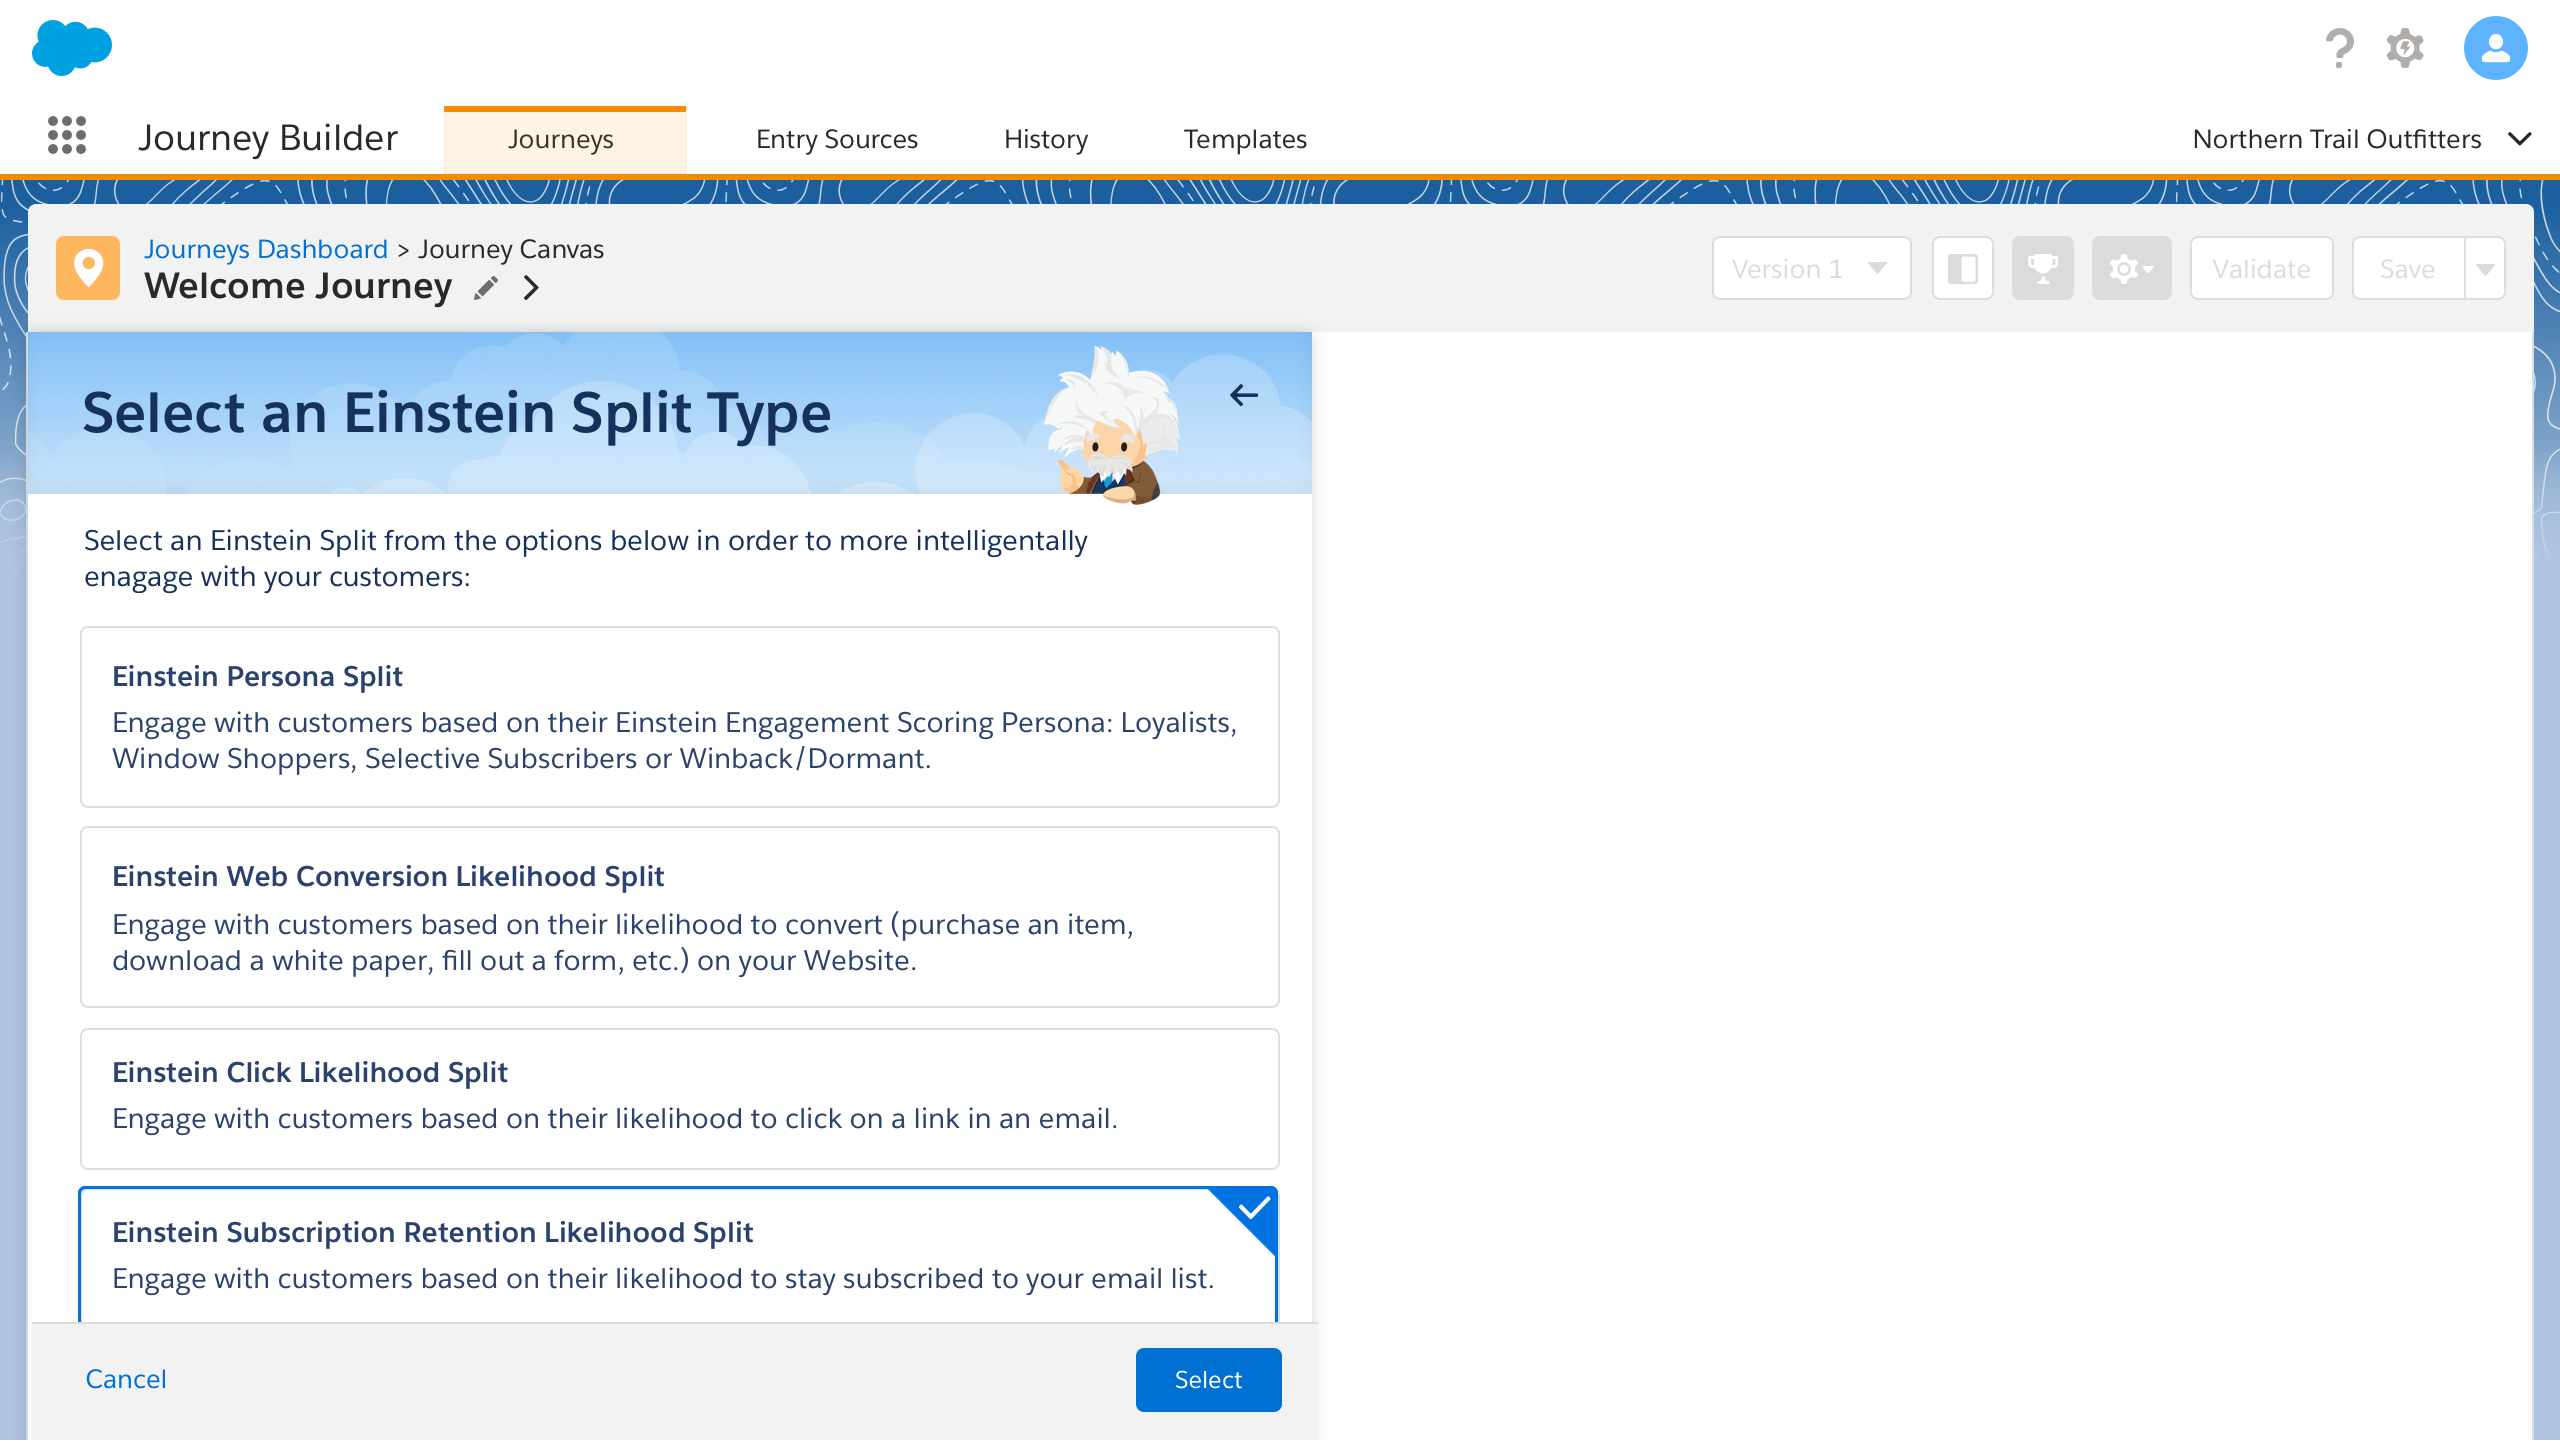 Journey Builder
Journeys
Entry Sources
History
Templates
Northern Trail Outfitters
Journeys Dashboard > Journey Canvas
Welcome Journey
Version 1
Validate
Save
Select an Einstein Split Type
Select an Einstein Split from the options below in order to more intelligentally
enagage with your customers:
Einstein Persona Split
Engage with customers based on their Einstein Engagement Scoring Persona: Loyalists,
Window Shoppers, Selective Subscribers or Winback/Dormant.
Einstein Web Conversion Likelihood Split
Engage with customers based on their likelihood to convert (purchase an item,
download a white paper, fill out a form, etc.) on your Website.
Einstein Click Likelihood Split
Engage with customers based on their likelihood to click on a link in an email.
Einstein Subscription Retention Likelihood Split
Engage with customers based on their likelihood to stay subscribed to your email list.
Cancel
Select